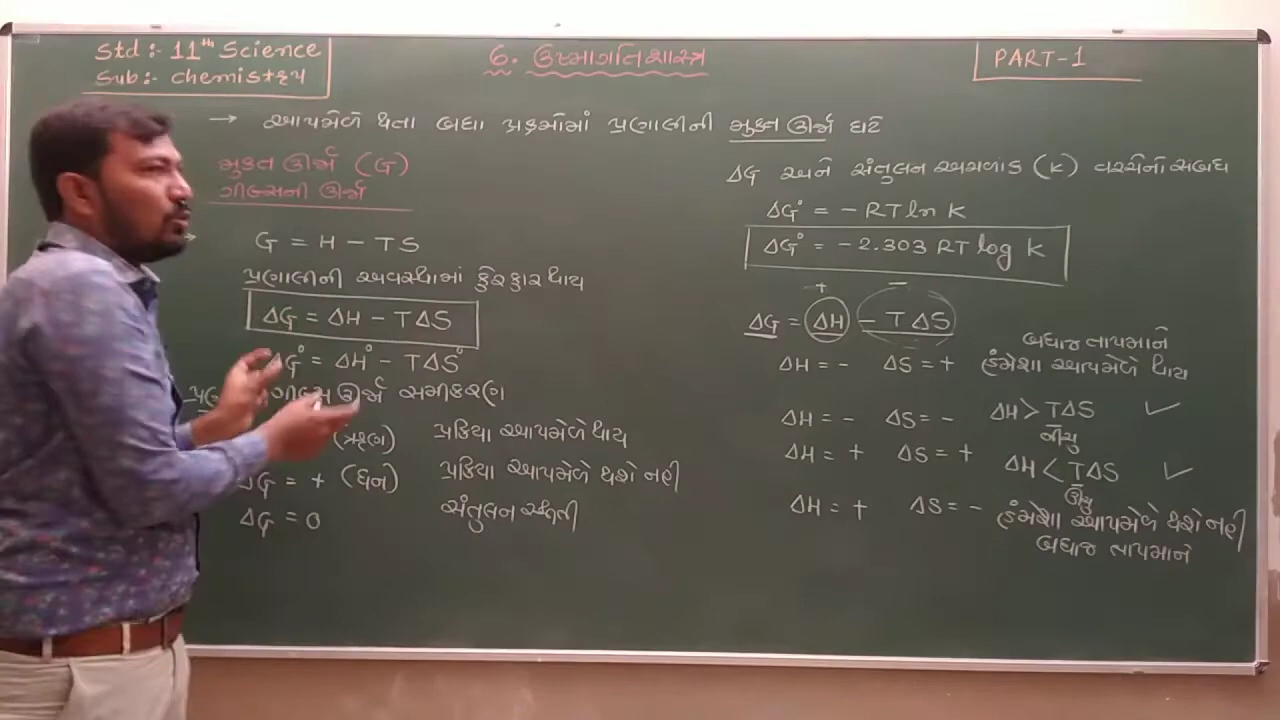 Std :- 11th Science
Sub:- chemistરૂપ
6. ઉષ્માગતિશાસ્ત્ર
PART-1
→ આપમેળે થતા બધા પ્રક્રમોમાં પ્રણાલીની મુક્ત ઊર્જા ઘટે
મુક્ત ઊર્જા (G)
ગીબ્સની ઊર્જા
G = H - TS
પ્રણાલીની અવસ્થામાં ફેરફાર થાય
ΔG = ΔH - TΔS
ΔG° = ΔH° - TΔS°
ગીબ્સ ઊર્જા સમીકરણ
(ઋણ) પ્રક્રિયા આપમેળે થાય
ΔG = + (ધન) પ્રક્રિયા આપમેળે થશે નહી
ΔG = 0 સંતુલન સ્થિતી
ΔG અને સંતુલન અચળાંક (K) વચ્ચેનો સબંધ
ΔG° = - RT ln K
ΔG° = - 2.303 RT log K
+ -
ΔG = ΔH - TΔS
બધાજ તાપમાને
ΔH = - ΔS = + હંમેશા આપમેળે થાય
ΔH = - ΔS = - ΔH > TΔS ✓
નીચુ
ΔH = + ΔS = + ΔH < TΔS ✓
ઊંચુ
ΔH = + ΔS = - હંમેશા આપમેળે થશે નહી
બધાજ તાપમાને